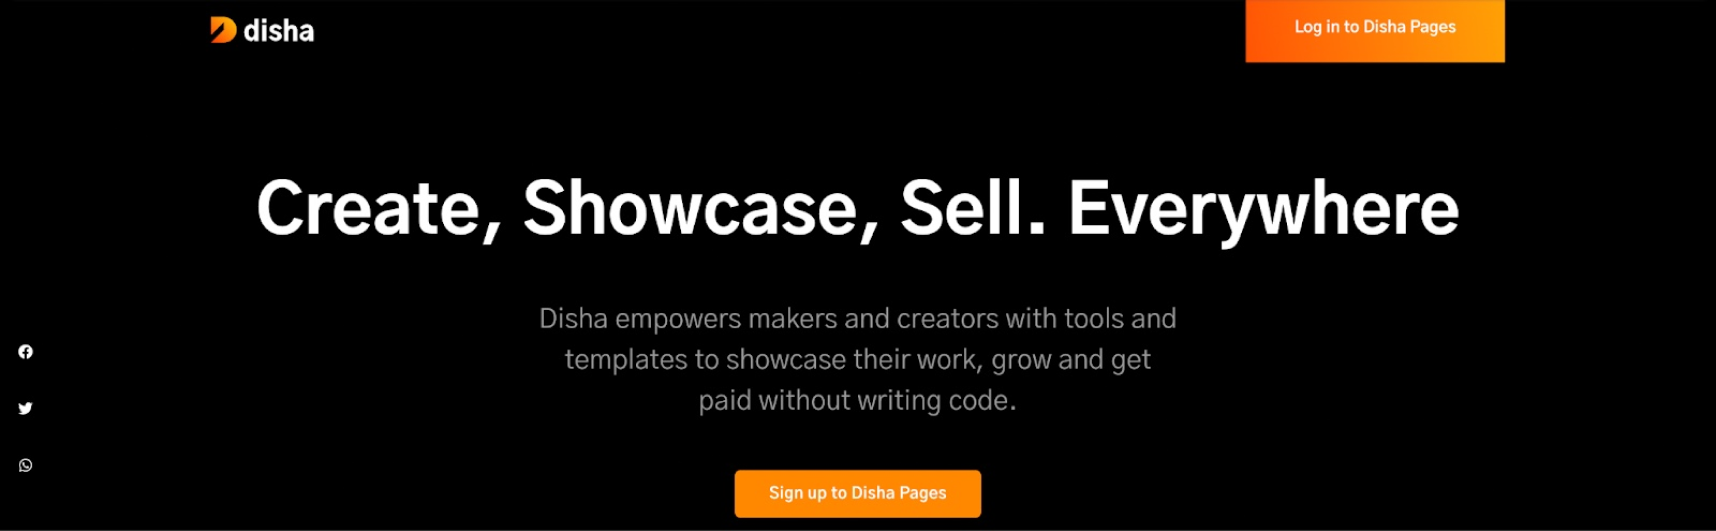 disha
Log in to Disha Pages
Create, Showcase, Sell. Everywhere
Disha empowers makers and creators with tools and
templates to showcase their work, grow and get
paid without writing code.
Sign up to Disha Pages